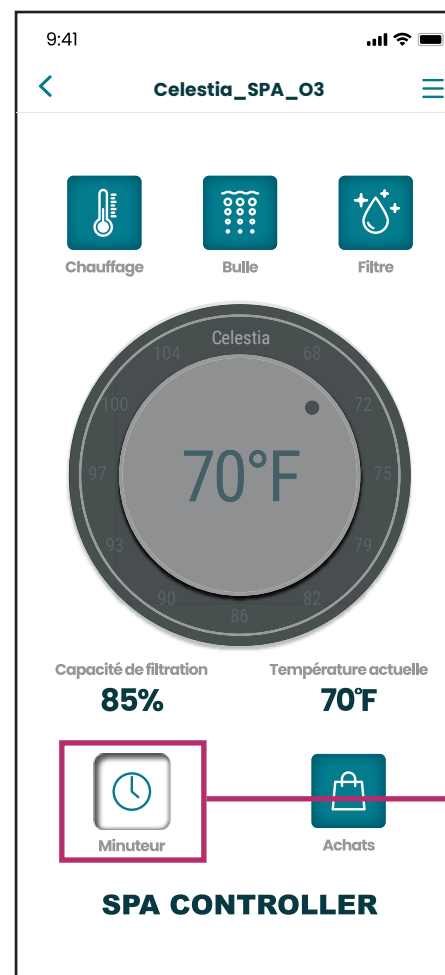 9:41
Celestia_SPA_O3
Chauffage Bulle Filtre
Celestia
104 68
100 72
97 75
70°F
93 79
90 82
86
Capacité de filtration Température actuelle
85% 70°F
Minuteur Achats
SPA CONTROLLER